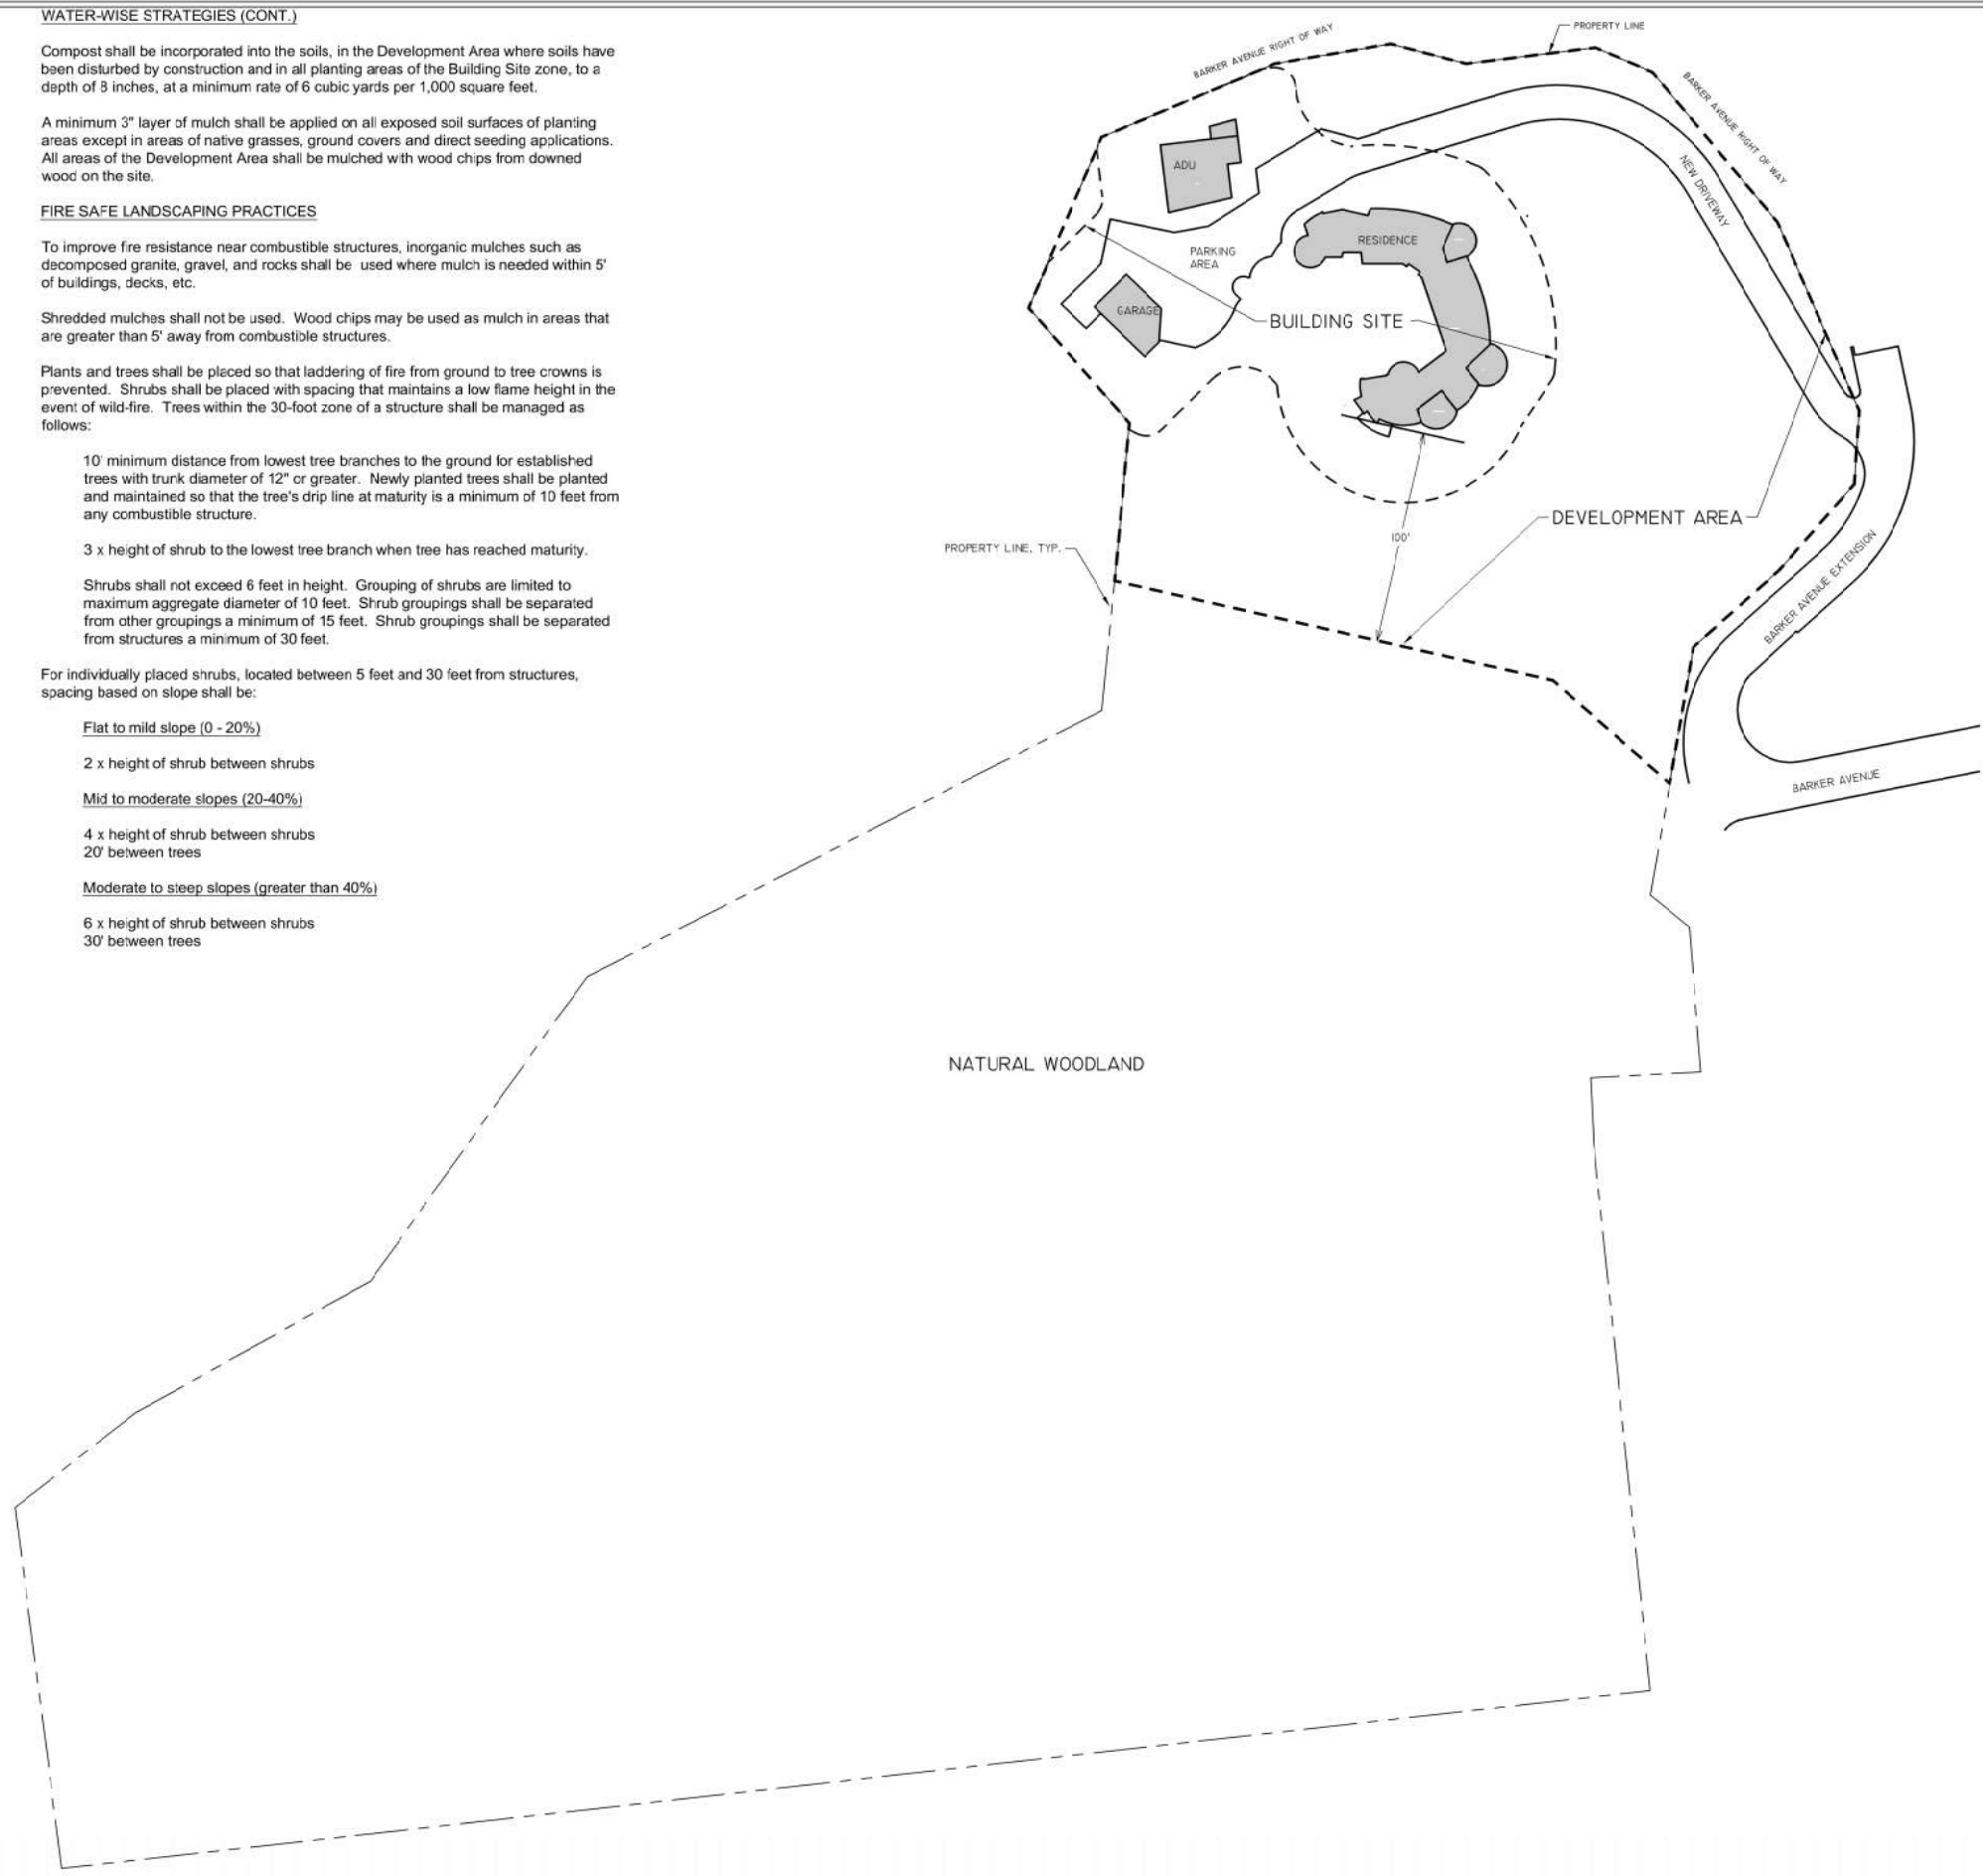 WATER-WISE STRATEGIES (CONT.)
Compost shall be incorporated into the soils, in the Development Area where soils have
been disturbed by construction and in all planting areas of the Building Site zone, to a
depth of 8 inches, at a minimum rate of 6 cubic yards per 1,000 square feet.
A minimum 3" layer of mulch shall be applied on all exposed soil surfaces of planting
areas except in areas of native grasses, ground covers and direct seeding applications.
All areas of the Development Area shall be mulched with wood chips from downed
wood on the site.
FIRE SAFE LANDSCAPING PRACTICES
To improve fire resistance near combustible structures, inorganic mulches such as
decomposed granite, gravel, and rocks shall be used where mulch is needed within 5'
of buildings, decks, etc.
Shredded mulches shall not be used. Wood chips may be used as mulch in areas that
are greater than 5' away from combustible structures.
Plants and trees shall be placed so that laddering of fire from ground to tree crowns is
prevented. Shrubs shall be placed with spacing that maintains a low flame height in the
event of wild-fire. Trees within the 30-foot zone of a structure shall be managed as
follows:
10' minimum distance from lowest tree branches to the ground for established
trees with trunk diameter of 12" or greater. Newly planted trees shall be planted
and maintained so that the tree's drip line at maturity is a minimum of 10 feet from
any combustible structure.
3 x height of shrub to the lowest tree branch when tree has reached maturity.
Shrubs shall not exceed 6 feet in height. Grouping of shrubs are limited to
maximum aggregate diameter of 10 feet. Shrub groupings shall be separated
from other groupings a minimum of 15 feet. Shrub groupings shall be separated
from structures a minimum of 30 feet.
For individually placed shrubs, located between 5 feet and 30 feet from structures,
spacing based on slope shall be:
Flat to mild slope (0 - 20%)
2 x height of shrub between shrubs
Mid to moderate slopes (20-40%)
4 x height of shrub between shrubs
20' between trees
Moderate to steep slopes (greater than 40%)
6 x height of shrub between shrubs
30' between trees
BARKER AVENUE RIGHT OF WAY
PROPERTY LINE
BARKER AVENUE RIGHT OF WAY
NEW DRIVEWAY
ADU
PARKING
AREA
RESIDENCE
GARAGE
BUILDING SITE
DEVELOPMENT AREA
100'
PROPERTY LINE, TYP.
BARKER AVENUE EXTENSION
BARKER AVENUE
NATURAL WOODLAND